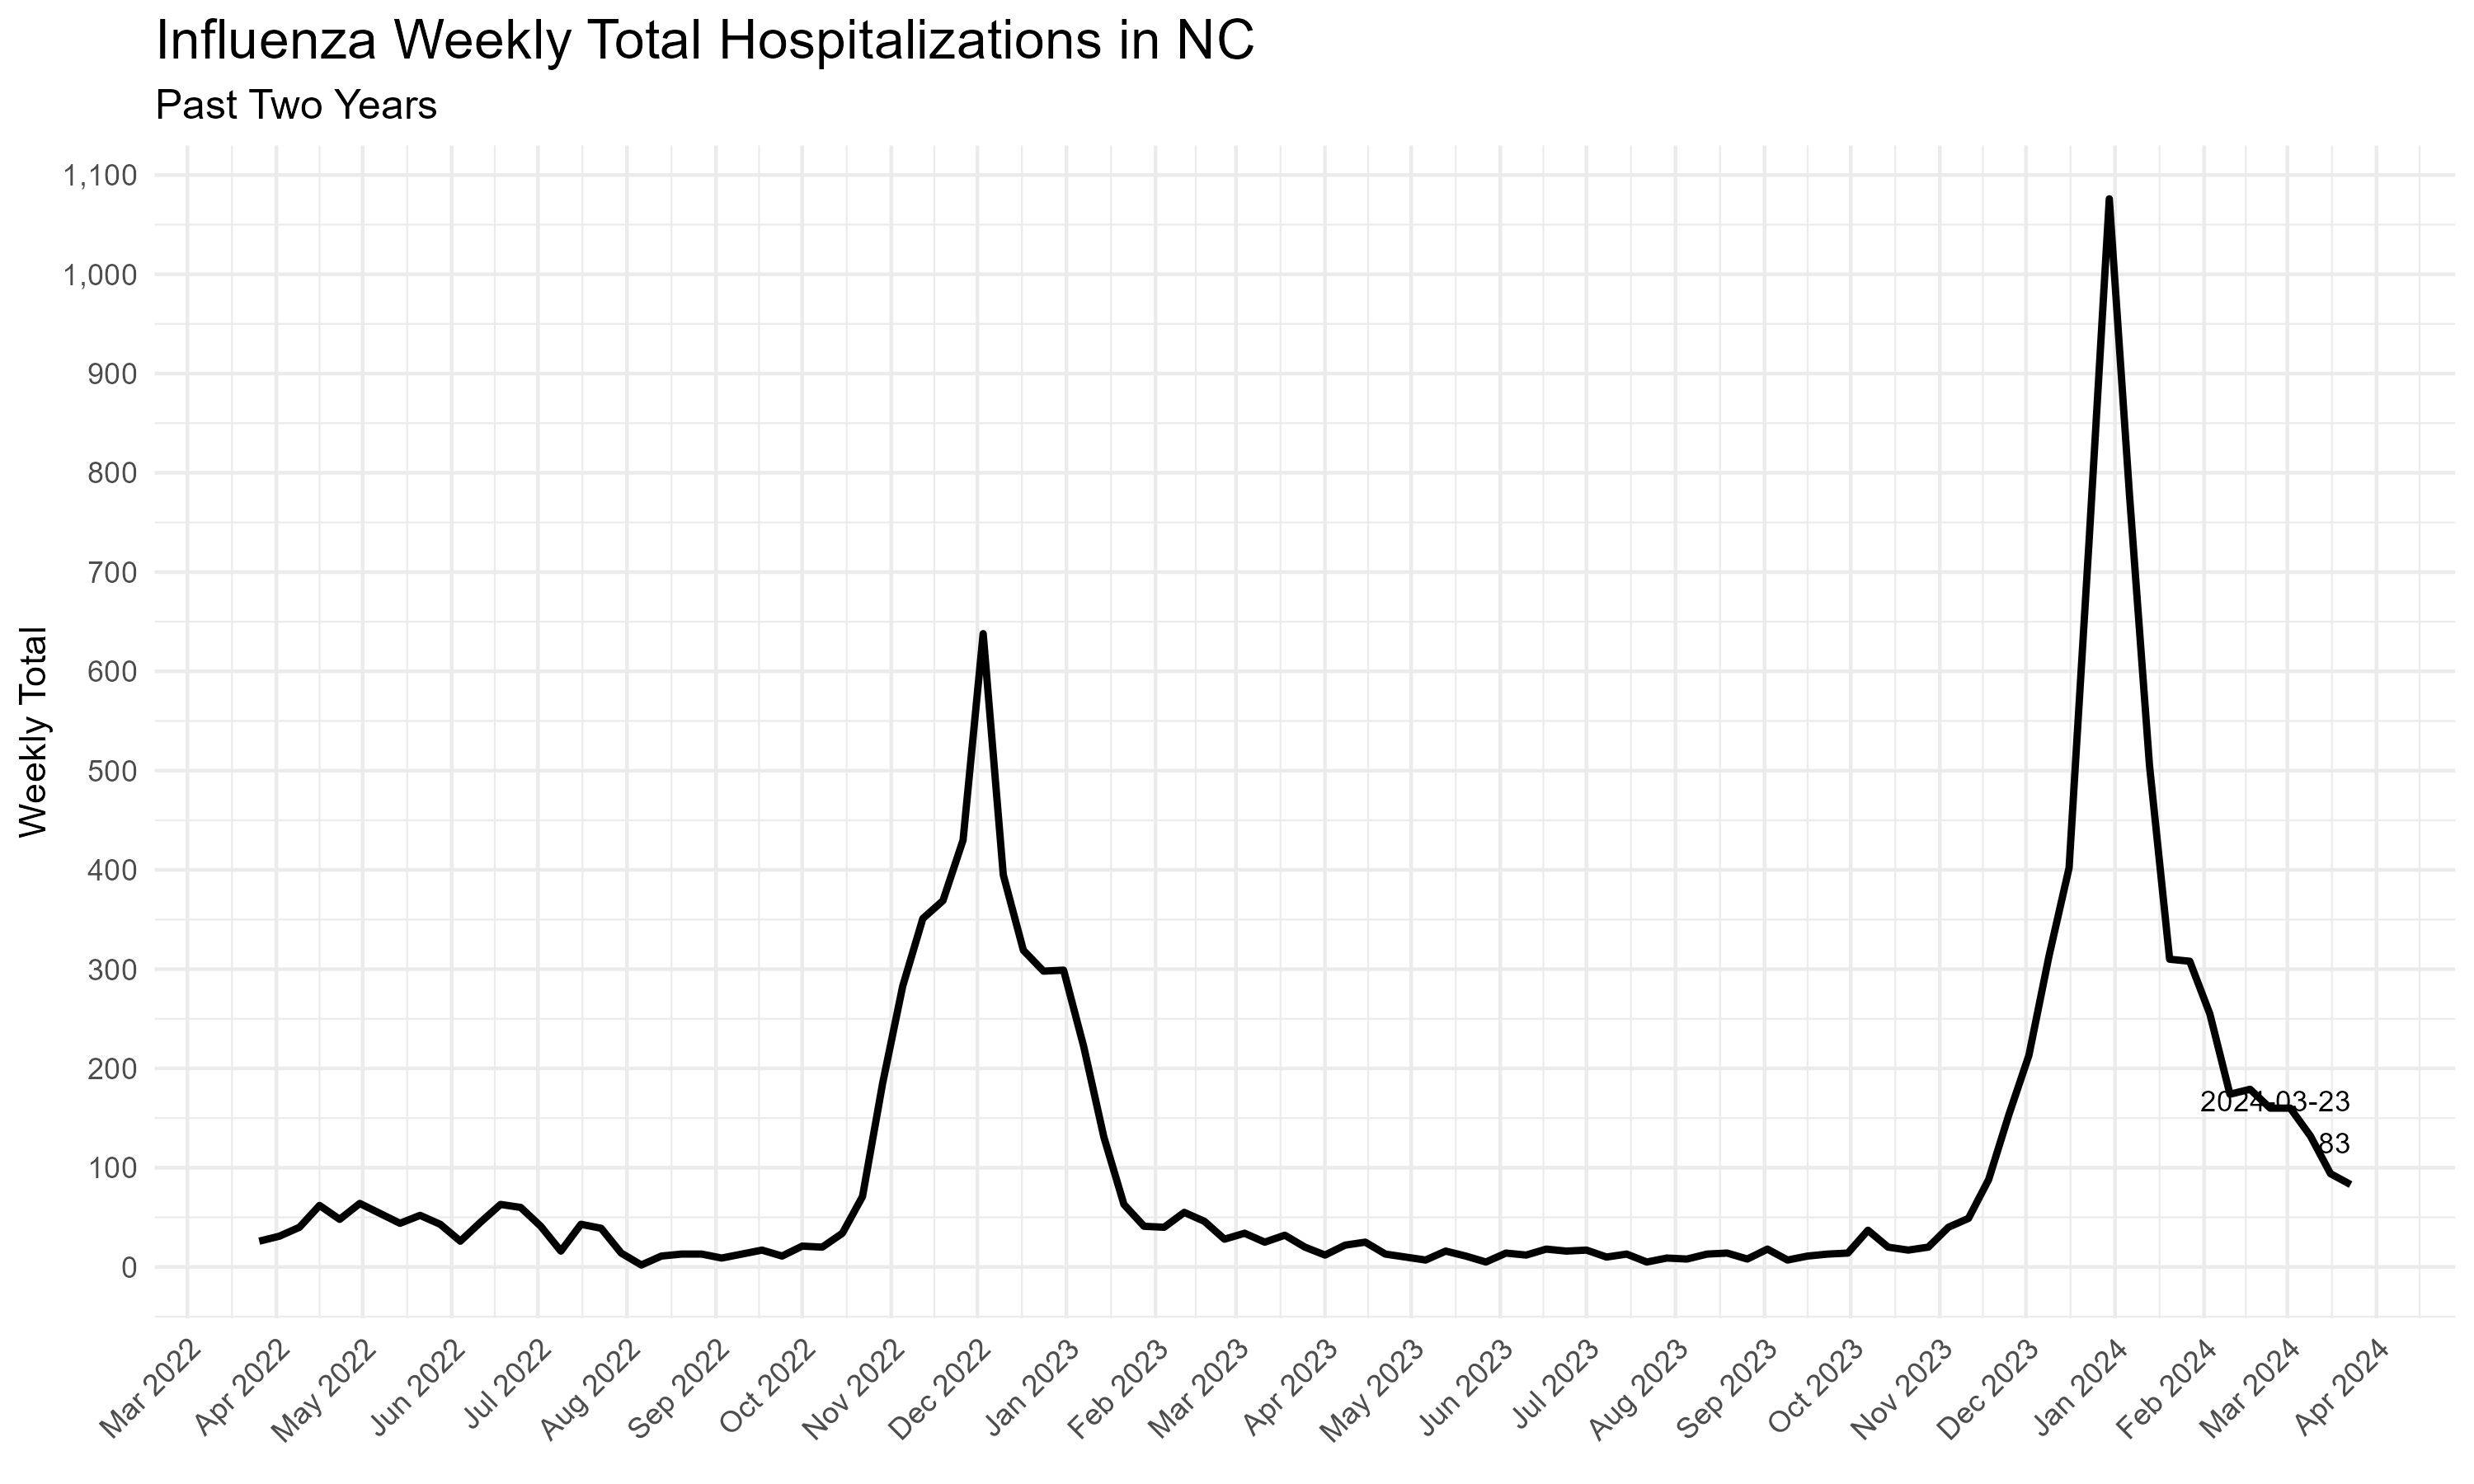 Influenza Weekly Total Hospitalizations in NC
Past Two Years
Weekly Total
1,100
1,000
900
800
700
600
500
400
300
200
100
0
2024-03-23
83
Mar 2022
Apr 2022
May 2022
Jun 2022
Jul 2022
Aug 2022
Sep 2022
Oct 2022
Nov 2022
Dec 2022
Jan 2023
Feb 2023
Mar 2023
Apr 2023
May 2023
Jun 2023
Jul 2023
Aug 2023
Sep 2023
Oct 2023
Nov 2023
Dec 2023
Jan 2024
Feb 2024
Mar 2024
Apr 2024